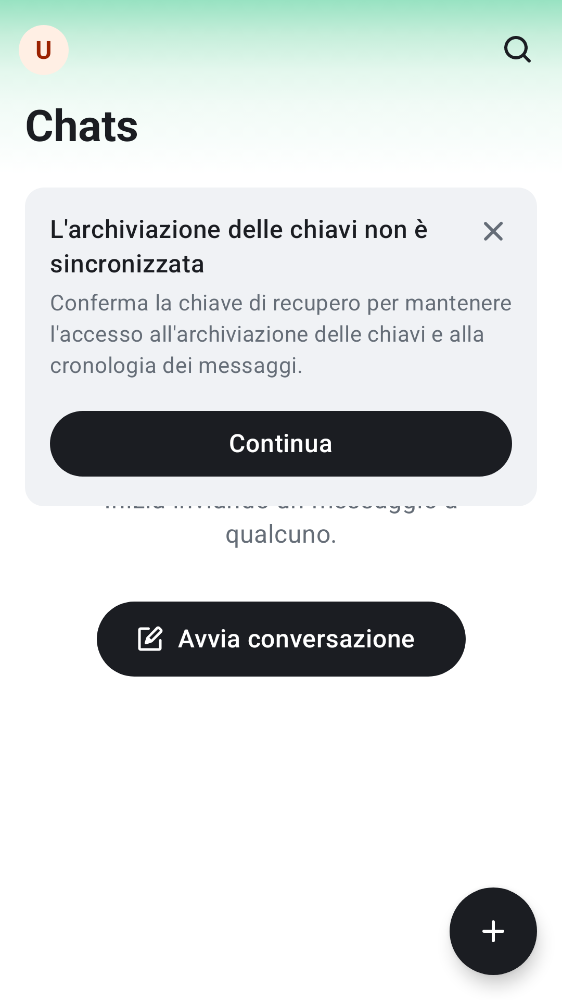 U
Chats
L'archiviazione delle chiavi non è
sincronizzata
Conferma la chiave di recupero per mantenere
l'accesso all'archiviazione delle chiavi e alla
cronologia dei messaggi.
Continua
qualcuno.
Avvia conversazione